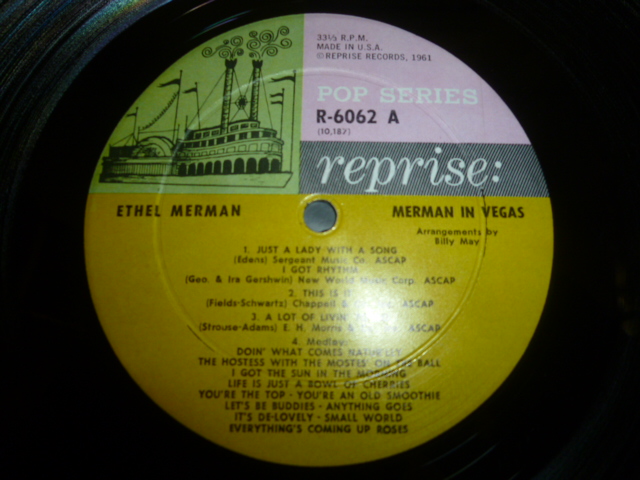 33⅓ R.P.M.
MADE IN U.S.A.
©REPRISE RECORDS, 1961
POP SERIES
R-6062 A
(10,187)
reprise:
ETHEL MERMAN
MERMAN IN VEGAS
Arrangements by
Billy May
1. JUST A LADY WITH A SONG
(Edens) Sergeant Music Co. ASCAP
I GOT RHYTHM
(Geo. & Ira Gershwin) New World Music Corp. ASCAP
2. THIS IS
(Fields-Schwartz) Chappell ASCAP
3. A LOT OF LIVIN'
(Strouse-Adams) E. H. Morris & ASCAP
4. Medley:
DOIN' WHAT COMES
THE HOSTESS WITH THE MOSTES' ON THE BALL
I GOT THE SUN IN THE MORNING
LIFE IS JUST A BOWL OF CHERRIES
YOU'RE THE TOP - YOU'RE AN OLD SMOOTHIE
LET'S BE BUDDIES - ANYTHING GOES
IT'S DE-LOVELY - SMALL WORLD
EVERYTHING'S COMING UP ROSES